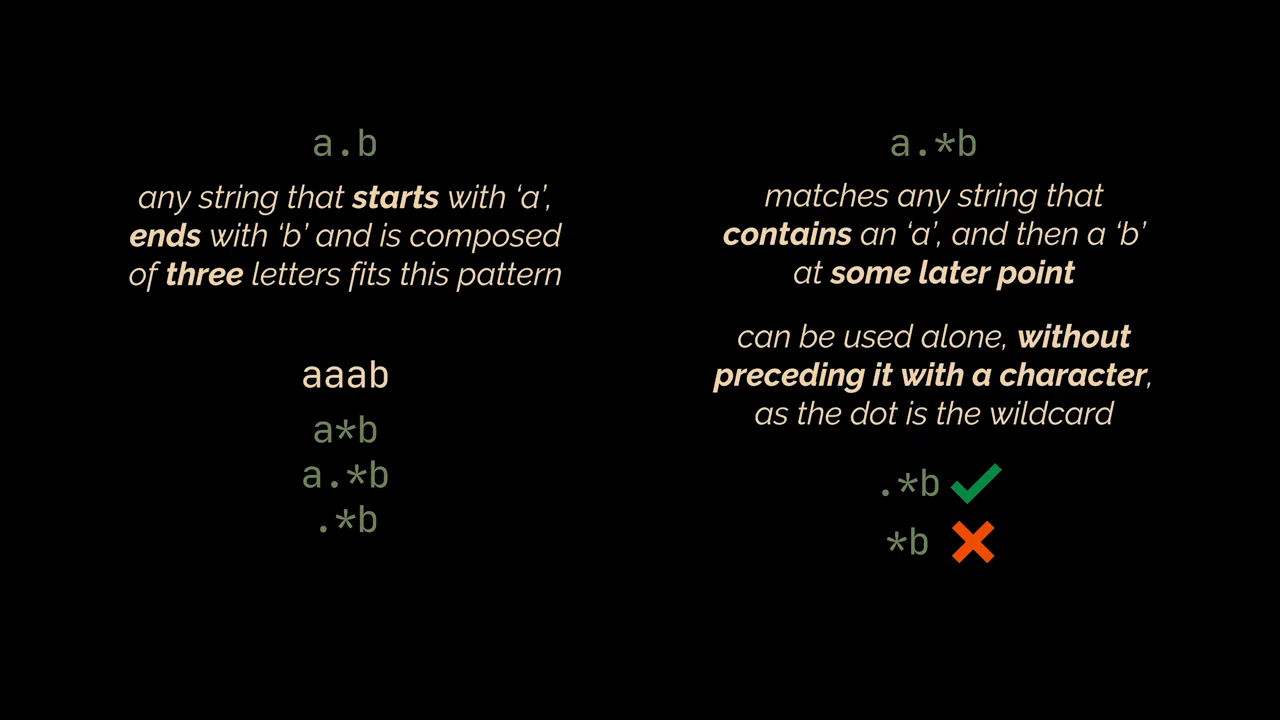 a.b
any string that starts with ‘a’,
ends with ‘b’ and is composed
of three letters fits this pattern
aaab
a*b
a.*b
.*b
a.*b
matches any string that
contains an ‘a’, and then a ‘b’
at some later point
can be used alone, without
preceding it with a character,
as the dot is the wildcard
.*b
*b